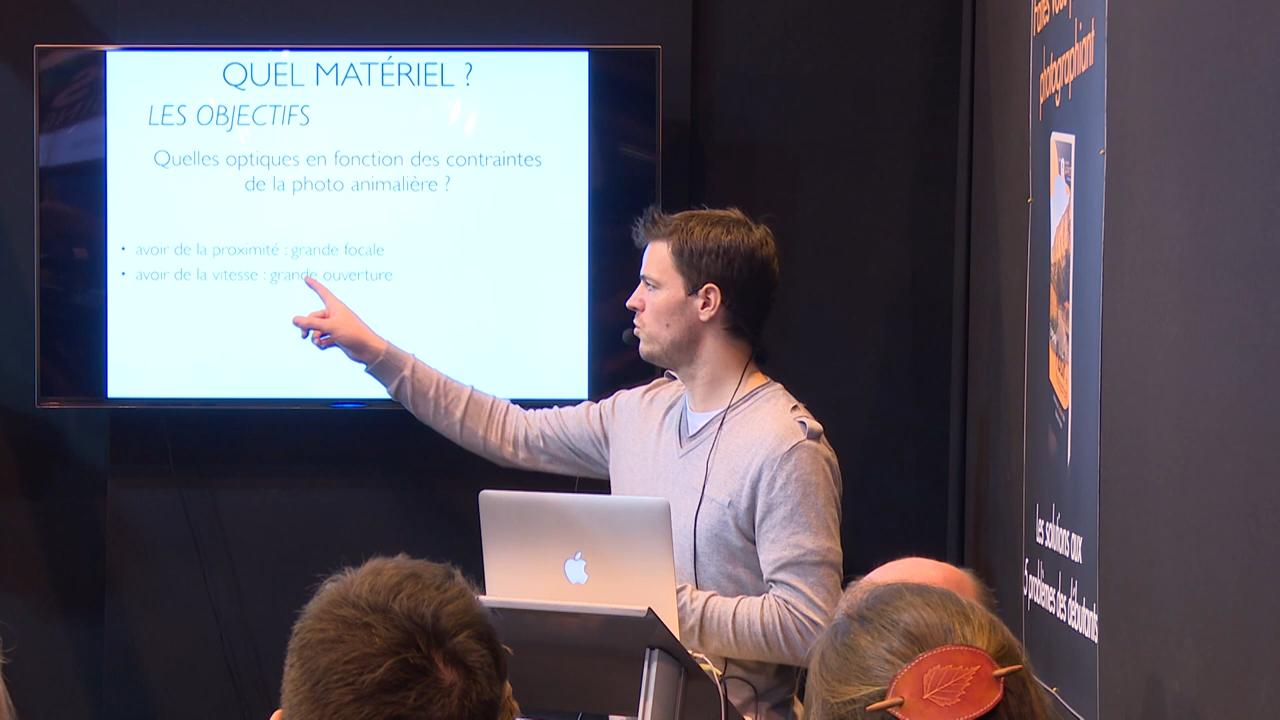 QUEL MATÉRIEL ?
LES OBJECTIFS
Quelles optiques en fonction des contraintes
de la photo animalière ?
• avoir de la proximité : grande focale
• avoir de la vitesse : grande ouverture
photographiant
Les solutions aux
5 problèmes des débutants